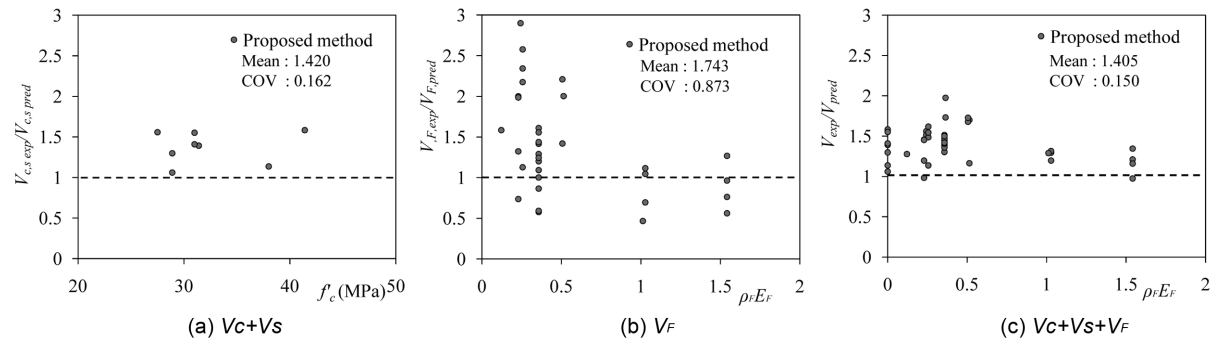 3
2.5
2
1.5
1
0.5
0
20
30
40
50
Vc,s exp/Vc,s pred
f'c (MPa)
Proposed method
Mean : 1.420
COV : 0.162
(a) Vc+Vs
3
2.5
2
1.5
1
0.5
0
0
0.5
1
1.5
2
V,F,exp/VF,pred
ρFEF
Proposed method
Mean : 1.743
COV : 0.873
(b) VF
3
2.5
2
1.5
1
0.5
0
0
0.5
1
1.5
2
Vexp/Vpred
ρFEF
Proposed method
Mean : 1.405
COV : 0.150
(c) Vc+Vs+VF